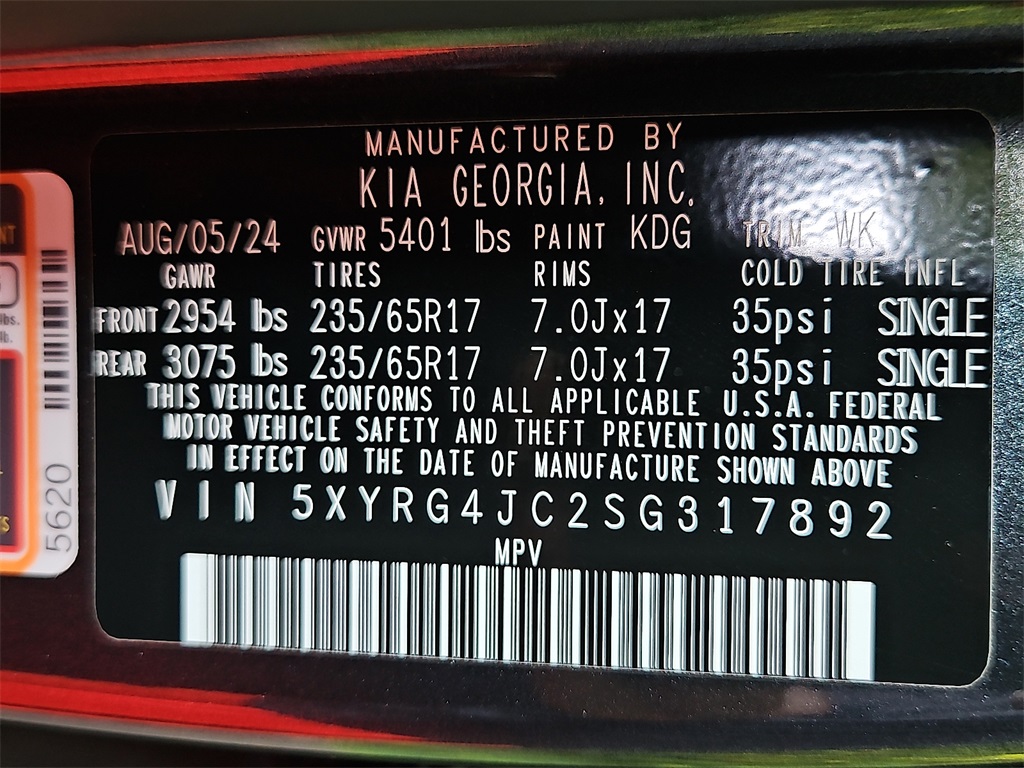 MANUFACTURED BY
KIA GEORGIA, INC.
AUG/05/24 GVWR 5401 lbs PAINT KDG TRIM WK
GAWR TIRES RIMS COLD TIRE INFL
FRONT 2954 lbs 235/65R17 7.0Jx17 35psi SINGLE
REAR 3075 lbs 235/65R17 7.0Jx17 35psi SINGLE
THIS VEHICLE CONFORMS TO ALL APPLICABLE U.S.A. FEDERAL
MOTOR VEHICLE SAFETY AND THEFT PREVENTION STANDARDS
IN EFFECT ON THE DATE OF MANUFACTURE SHOWN ABOVE
VIN 5XYRG4JC2SG317892
MPV
5620